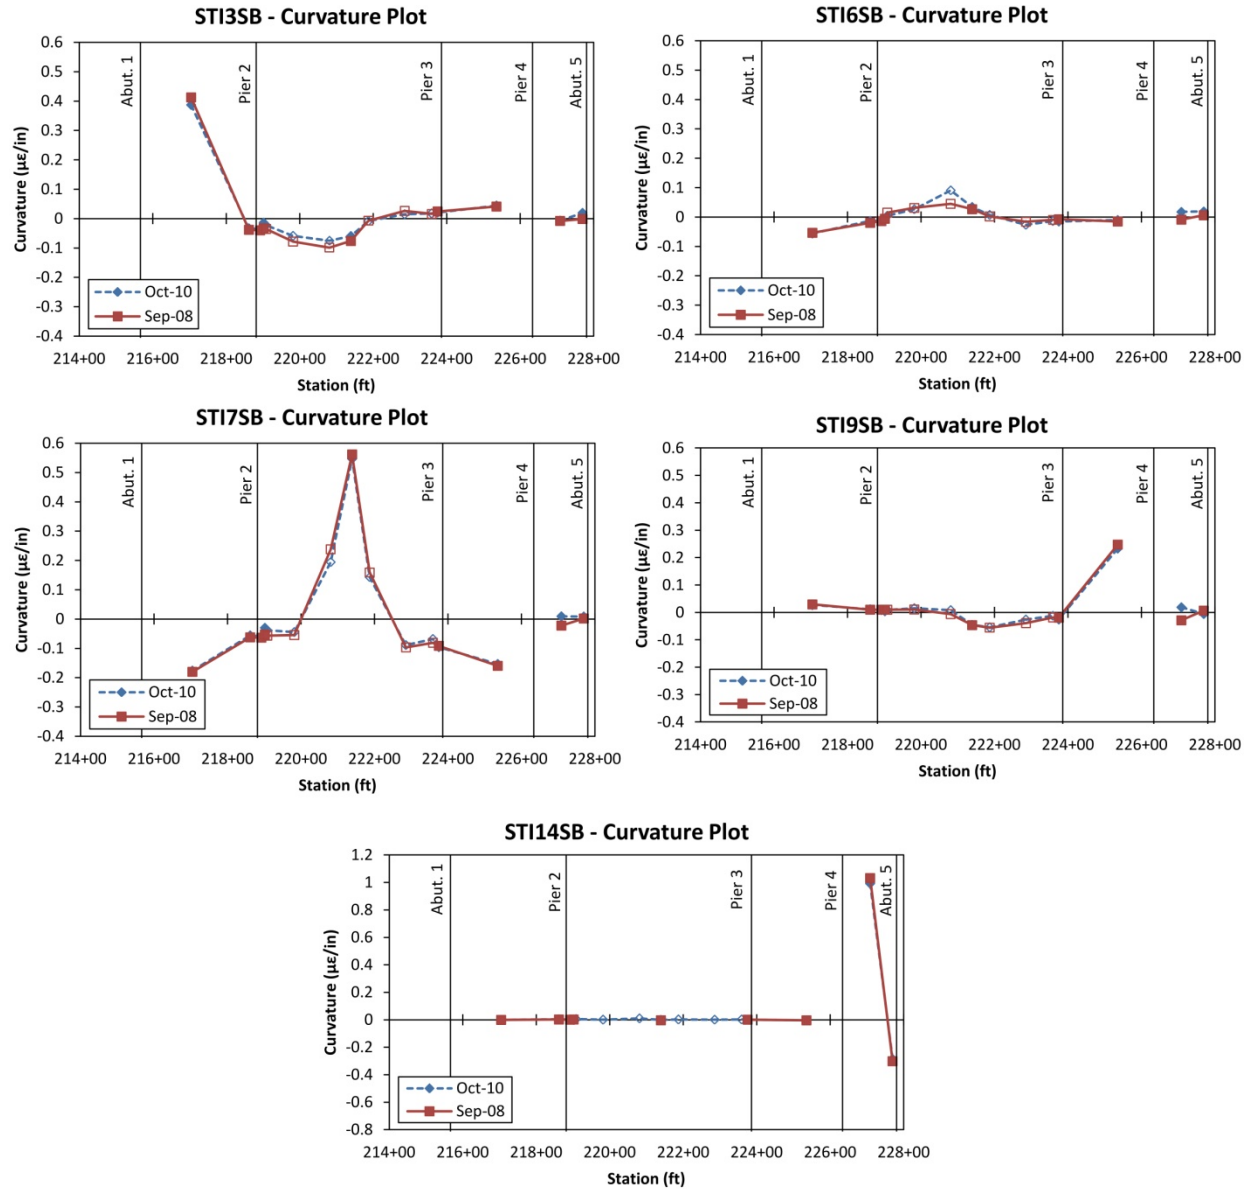 STI3SB - Curvature Plot
Curvature (µε/in)
0.6
0.5
0.4
0.3
0.2
0.1
0
-0.1
-0.2
-0.3
-0.4
Abut. 1
Pier 2
Pier 3
Pier 4
Abut. 5
Oct-10
Sep-08
214+00 216+00 218+00 220+00 222+00 224+00 226+00 228+00
Station (ft)
STI6SB - Curvature Plot
Curvature (µε/in)
0.6
0.5
0.4
0.3
0.2
0.1
0
-0.1
-0.2
-0.3
-0.4
Abut. 1
Pier 2
Pier 3
Pier 4
Abut. 5
Oct-10
Sep-08
214+00 216+00 218+00 220+00 222+00 224+00 226+00 228+00
Station (ft)
STI7SB - Curvature Plot
Curvature (µε/in)
0.6
0.5
0.4
0.3
0.2
0.1
0
-0.1
-0.2
-0.3
-0.4
Abut. 1
Pier 2
Pier 3
Pier 4
Abut. 5
Oct-10
Sep-08
214+00 216+00 218+00 220+00 222+00 224+00 226+00 228+00
Station (ft)
STI9SB - Curvature Plot
Curvature (µε/in)
0.6
0.5
0.4
0.3
0.2
0.1
0
-0.1
-0.2
-0.3
-0.4
Abut. 1
Pier 2
Pier 3
Pier 4
Abut. 5
Oct-10
Sep-08
214+00 216+00 218+00 220+00 222+00 224+00 226+00 228+00
Station (ft)
STI14SB - Curvature Plot
Curvature (µε/in)
1.2
1
0.8
0.6
0.4
0.2
0
-0.2
-0.4
-0.6
-0.8
Abut. 1
Pier 2
Pier 3
Pier 4
Abut. 5
Oct-10
Sep-08
214+00 216+00 218+00 220+00 222+00 224+00 226+00 228+00
Station (ft)